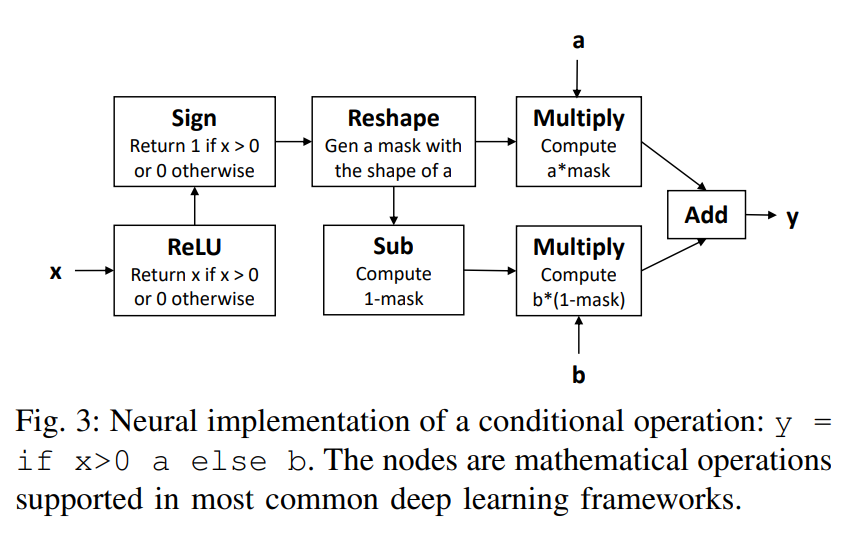 a
Sign
Return 1 if x > 0
or 0 otherwise
Reshape
Gen a mask with
the shape of a
Multiply
Compute
a*mask
Add
y
x
ReLU
Return x if x > 0
or 0 otherwise
Sub
Compute
1-mask
Multiply
Compute
b*(1-mask)
b
Fig. 3: Neural implementation of a conditional operation: y =
if x>0 a else b. The nodes are mathematical operations
supported in most common deep learning frameworks.